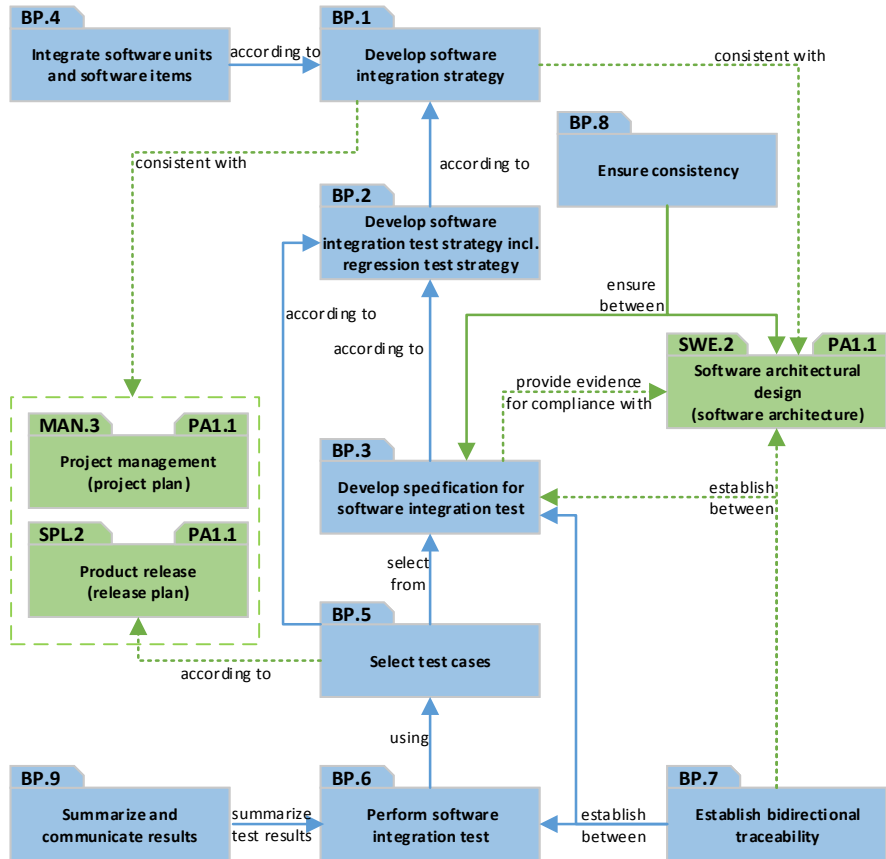 BP.4
Integrate software units
and software items
according to
BP.1
Develop software
integration strategy
consistent with
consistent with
according to
BP.8
Ensure consistency
BP.2
Develop software
integration test strategy incl.
regression test strategy
according to
according to
ensure
between
SWE.2
PA1.1
Software architectural
design
(software architecture)
provide evidence
for compliance with
MAN.3
PA1.1
Project management
(project plan)
SPL.2
PA1.1
Product release
(release plan)
BP.3
Develop specification for
software integration test
establish
between
select
from
BP.5
Select test cases
according to
using
BP.9
Summarize and
communicate results
summarize
test results
BP.6
Perform software
integration test
establish
between
BP.7
Establish bidirectional
traceability